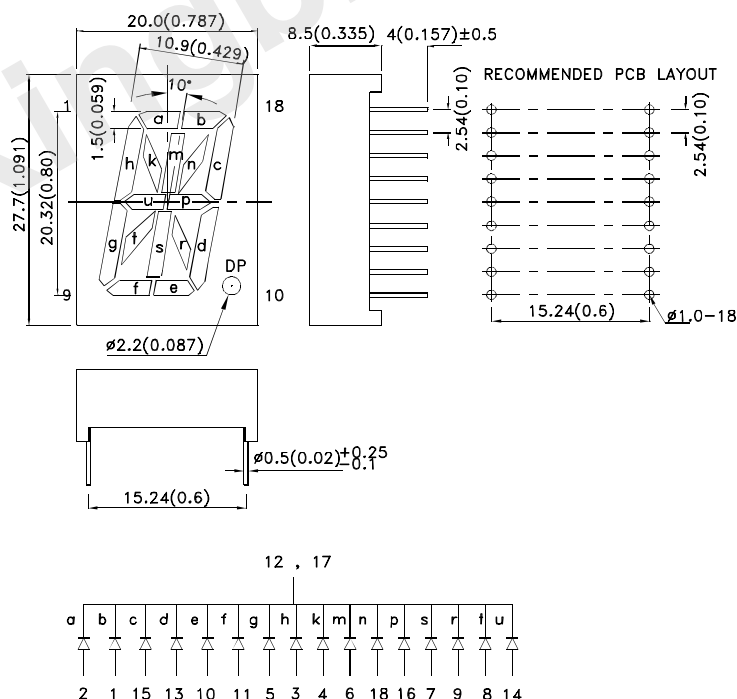 20.0(0.787)
10.9(0.429)
10°
8.5(0.335) 4(0.157)±0.5
RECOMMENDED PCB LAYOUT
1 18
1.5(0.059)
27.7(1.091)
20.32(0.80)
a b
h k m n c
u p
g t s r d
f e
DP
9 10
2.54(0.10)
2.54(0.10)
15.24(0.6)
ø1.0-18
ø2.2(0.087)
ø0.5(0.02)+0.25
-0.1
15.24(0.6)
12 , 17
a b c d e f g h k m n p s r t u
2 1 15 13 10 11 5 3 4 6 18 16 7 9 8 14